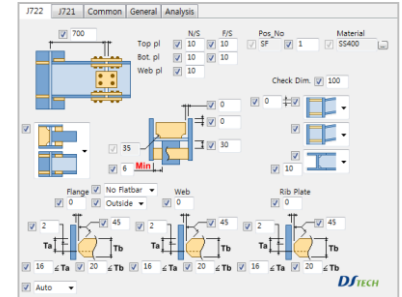 J722 J721 Common General Analysis
700 N/S F/S Pos_No Material
Top pl 10 10 SF 1 SS400 ...
Bot. pl 10 10
Web pl 10
Check Dim. 100
0 0
35 30
6 Min 10
Flange No Flatbar Web Rib Plate
0 Outside 0 0
2 45 2 45 2 45
Ta Tb Ta Tb Ta Tb
16 ≤Ta 20 ≤Tb 16 ≤Ta 20 ≤Tb 16 ≤Ta 20 ≤Tb
Auto DSTECH